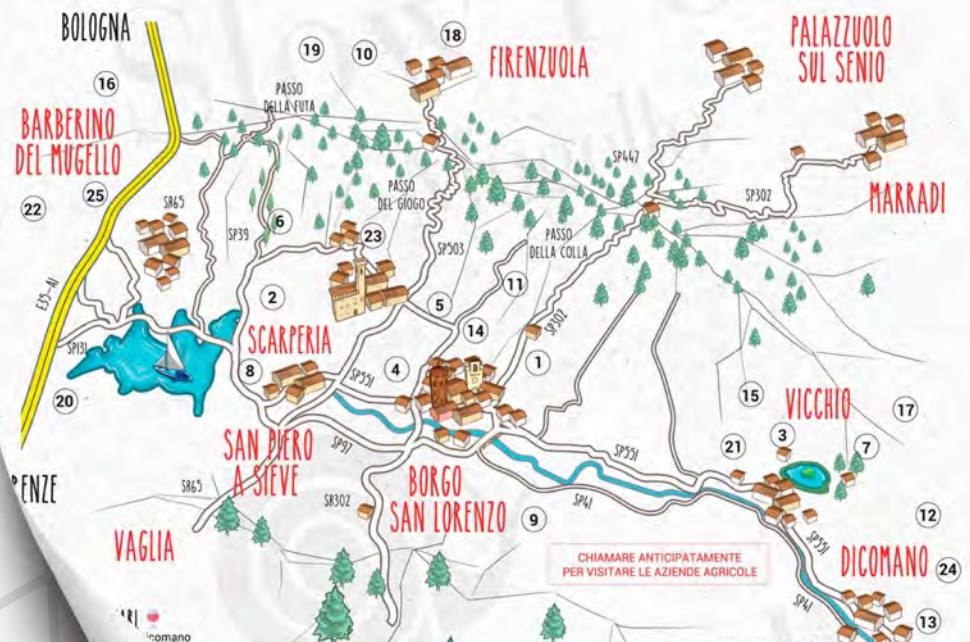 BOLOGNA
16
19
10
18
FIRENZUOLA
PALAZZUOLO
SUL SENIO
BARBERINO
DEL MUGELLO
PASSO
DELLA FUTA
SP447
SP302
MARRADI
22
25
SR65
6
SP39
23
PASSO
DEL GIOGO
SP503
PASSO
DELLA COLLA
E35-A1
2
5
11
14
SP302
SP131
SCARPERIA
8
4
1
SP551
20
15
VICCHIO
17
21
3
7
SAN PIERO
A SIEVE
SP97
SP551
SP41
BORGO
SAN LORENZO
SR65
SR302
9
12
VAGLIA
CHIAMARE ANTICIPATAMENTE
PER VISITARE LE AZIENDE AGRICOLE
SP551
DICOMANO
24
SP41
13